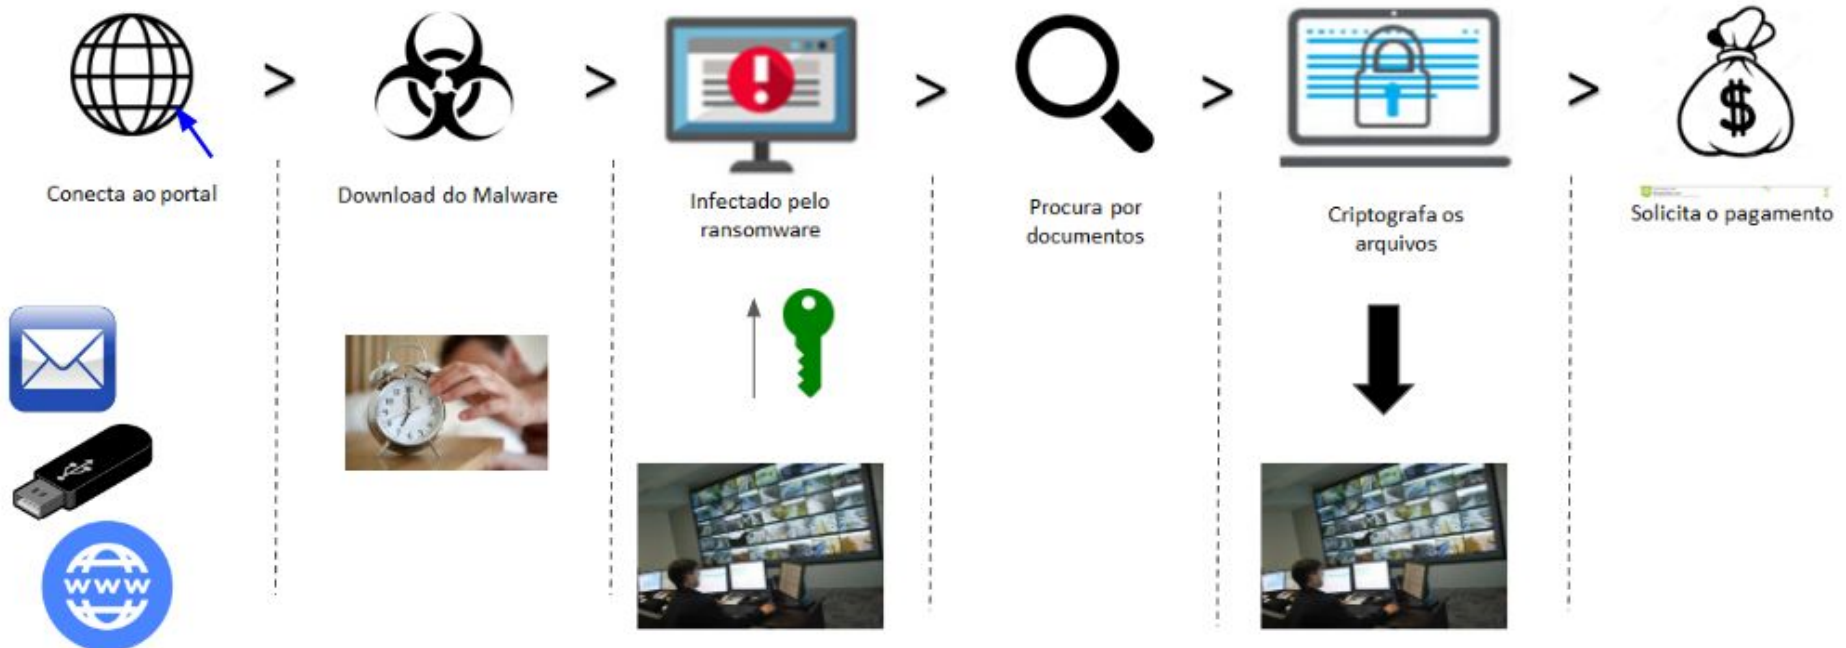 Conecta ao portal
Download do Malware
Infectado pelo
ransomware
Procura por
documentos
Criptografa os
arquivos
Solicita o pagamento
www